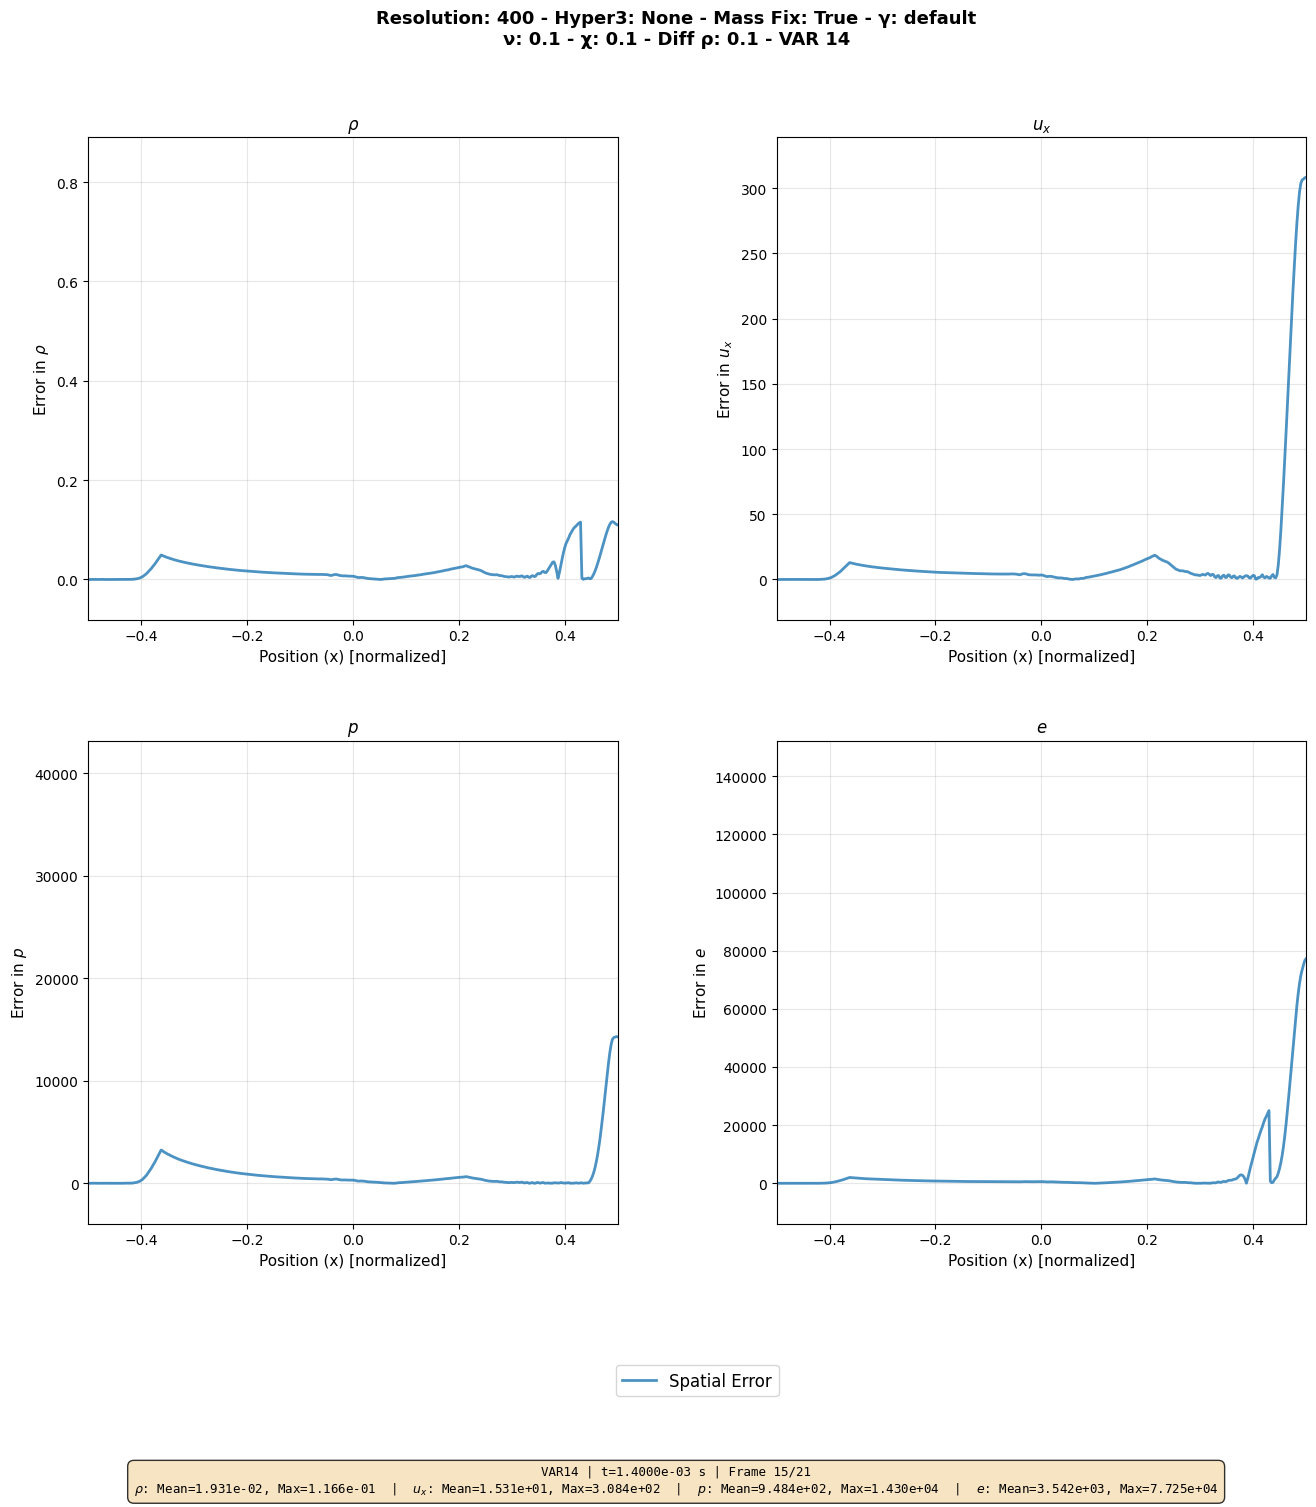 Resolution: 400 - Hyper3: None - Mass Fix: True - γ: default
ν: 0.1 - χ: 0.1 - Diff ρ: 0.1 - VAR 14
ρ
Error in ρ
0.8
0.6
0.4
0.2
0.0
−0.4 −0.2 0.0 0.2 0.4
Position (x) [normalized]
uₓ
Error in uₓ
300
250
200
150
100
50
0
−0.4 −0.2 0.0 0.2 0.4
Position (x) [normalized]
p
Error in p
40000
30000
20000
10000
0
−0.4 −0.2 0.0 0.2 0.4
Position (x) [normalized]
e
Error in e
140000
120000
100000
80000
60000
40000
20000
0
−0.4 −0.2 0.0 0.2 0.4
Position (x) [normalized]
Spatial Error
VAR14 | t=1.4000e-03 s | Frame 15/21
ρ: Mean=1.931e-02, Max=1.166e-01 | uₓ: Mean=1.531e+01, Max=3.084e+02 | p: Mean=9.484e+02, Max=1.430e+04 | e: Mean=3.542e+03, Max=7.725e+04